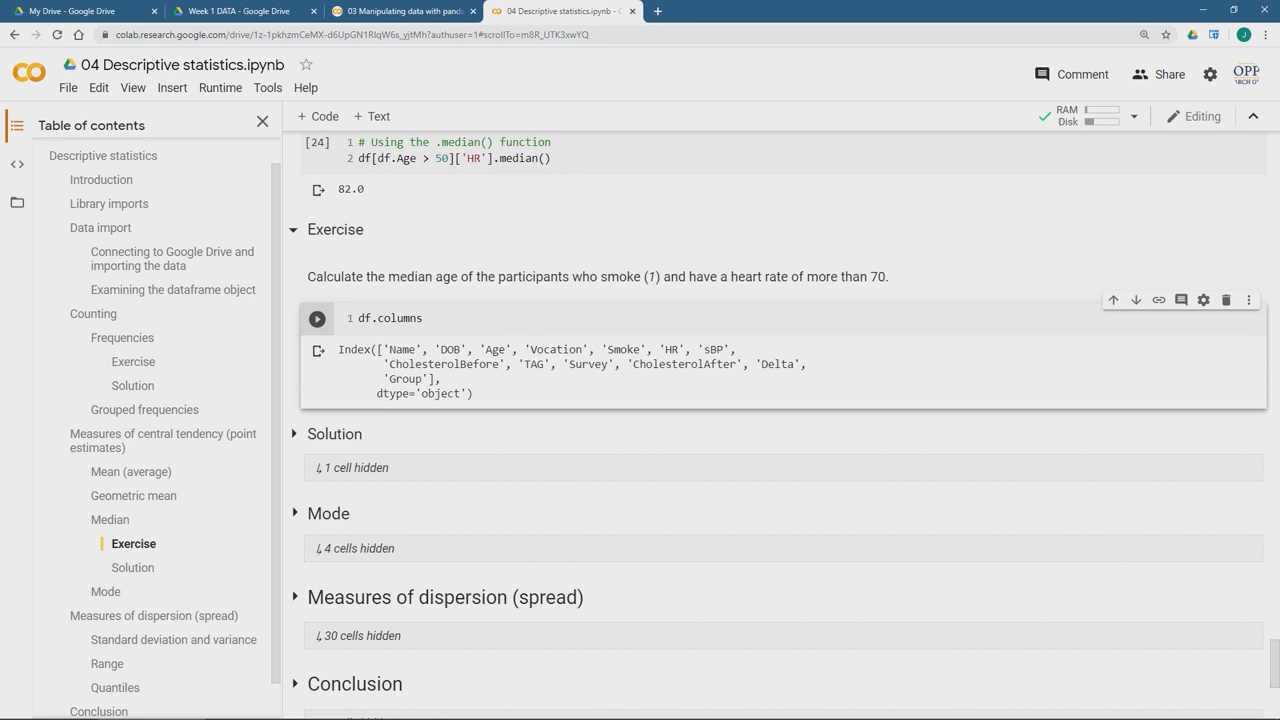 My Drive - Google Drive
Week 1 DATA - Google Drive
03 Manipulating data with pand
04 Descriptive statistics.ipynb - C
colab.research.google.com/drive/1z-1pkhzmCeMX-d6UpGN1RlqW6s_yjtMh?authuser=1#scrollTo=m8R_UTK3xwYQ
J
04 Descriptive statistics.ipynb
File Edit View Insert Runtime Tools Help
Comment
Share
OPP
ARCH G
+ Code + Text
RAM
Disk
Editing
Table of contents
Descriptive statistics
Introduction
Library imports
Data import
Connecting to Google Drive and
importing the data
Examining the dataframe object
Counting
Frequencies
Exercise
Solution
Grouped frequencies
Measures of central tendency (point
estimates)
Mean (average)
Geometric mean
Median
Exercise
Solution
Mode
Measures of dispersion (spread)
Standard deviation and variance
Range
Quantiles
Conclusion
[24] 1 # Using the .median() function
2 df[df.Age > 50]['HR'].median()
82.0
Exercise
Calculate the median age of the participants who smoke (1) and have a heart rate of more than 70.
1 df.columns
Index(['Name', 'DOB', 'Age', 'Vocation', 'Smoke', 'HR', 'sBP',
'CholesterolBefore', 'TAG', 'Survey', 'CholesterolAfter', 'Delta',
'Group'],
dtype='object')
Solution
1 cell hidden
Mode
4 cells hidden
Measures of dispersion (spread)
30 cells hidden
Conclusion